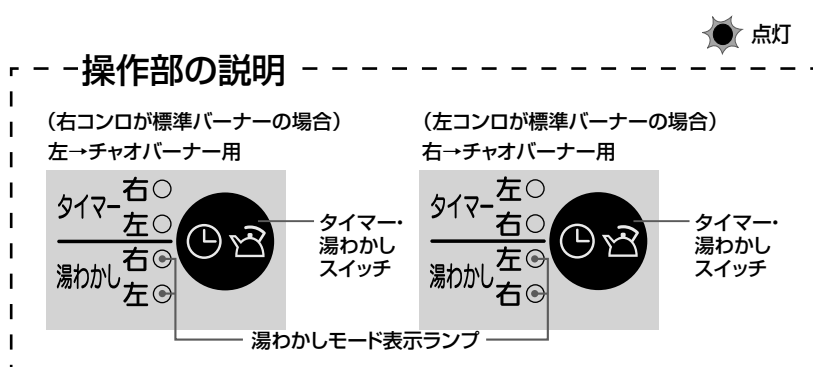 点灯
操作部の説明
（右コンロが標準バーナーの場合）
左→チャオバーナー用
タイマー 右
左
湯わかし 右
左
タイマー・
湯わかし
スイッチ
（左コンロが標準バーナーの場合）
右→チャオバーナー用
タイマー 左
右
湯わかし 左
右
タイマー・
湯わかし
スイッチ
湯わかしモード表示ランプ